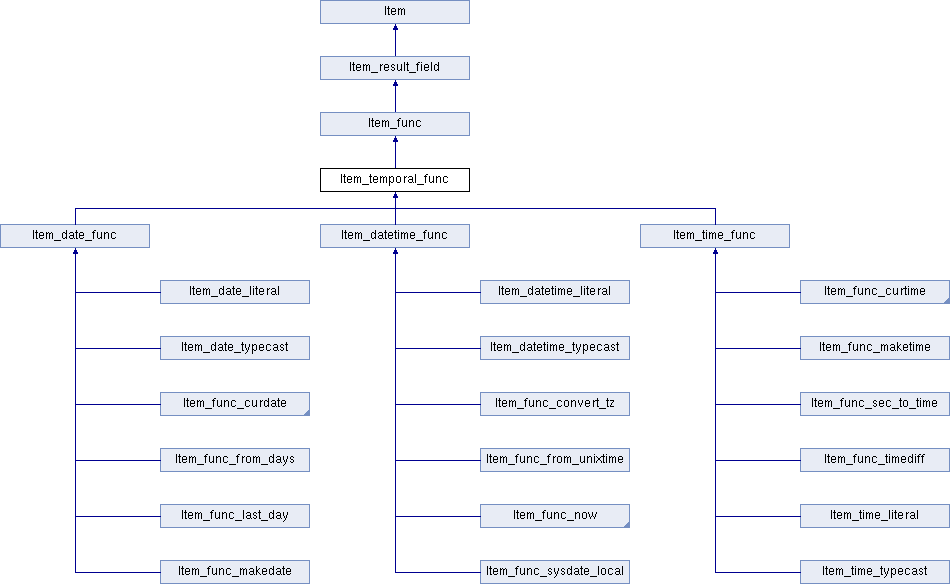 Item
Item_result_field
Item_func
Item_temporal_func
Item_date_func
Item_datetime_func
Item_time_func
Item_date_literal
Item_datetime_literal
Item_func_curtime
Item_date_typecast
Item_datetime_typecast
Item_func_maketime
Item_func_curdate
Item_func_convert_tz
Item_func_sec_to_time
Item_func_from_days
Item_func_from_unixtime
Item_func_timediff
Item_func_last_day
Item_func_now
Item_time_literal
Item_func_makedate
Item_func_sysdate_local
Item_time_typecast